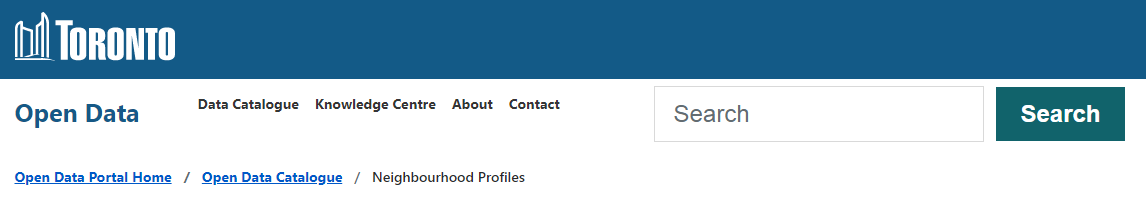 TORONTO
Open Data
Data Catalogue Knowledge Centre About Contact
Search
Search
Open Data Portal Home / Open Data Catalogue / Neighbourhood Profiles